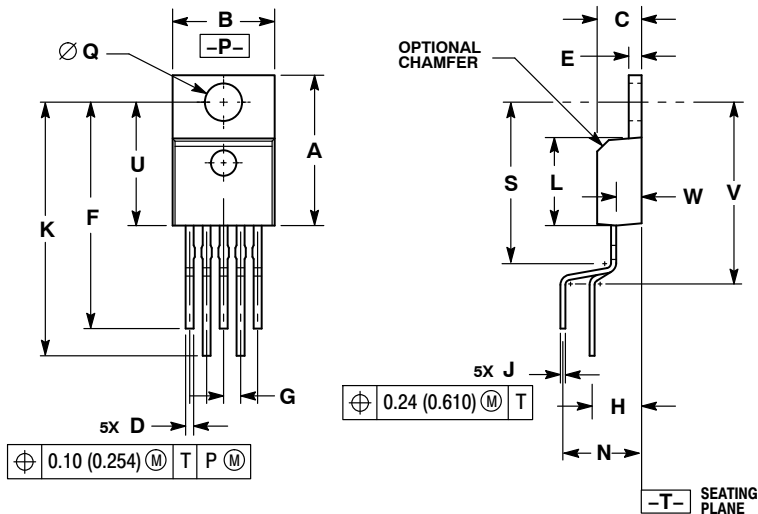 B
–P–
Ø Q
A
U
F
K
G
5X D
⌖ 0.10 (0.254) Ⓜ T P Ⓜ
C
OPTIONAL
CHAMFER
E
S
L
W
V
5X J
⌖ 0.24 (0.610) Ⓜ T
H
N
–T–
SEATING
PLANE